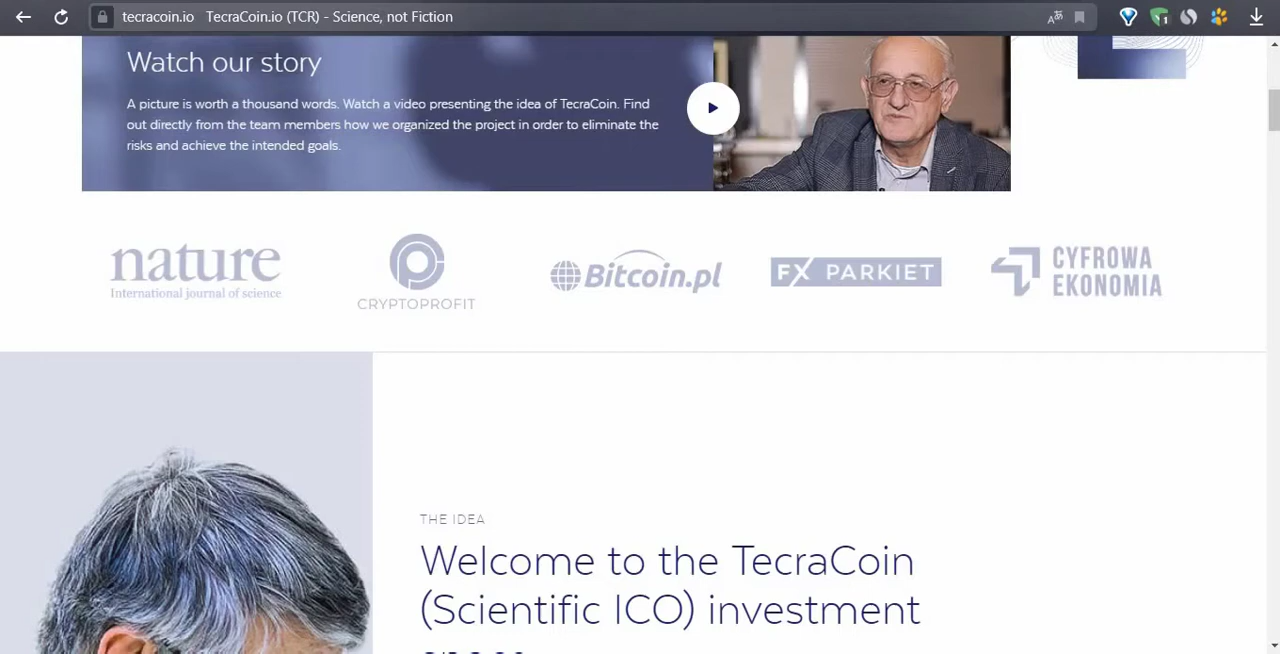 tecracoin.io TecraCoin.io (TCR) - Science, not Fiction
1
Watch our story
A picture is worth a thousand words. Watch a video presenting the idea of TecraCoin. Find
out directly from the team members how we organized the project in order to eliminate the
risks and achieve the intended goals.
nature
International journal of science
CRYPTOPROFIT
Bitcoin.pl
FX PARKIET
CYFROWA
EKONOMIA
THE IDEA
Welcome to the TecraCoin
(Scientific ICO) investment